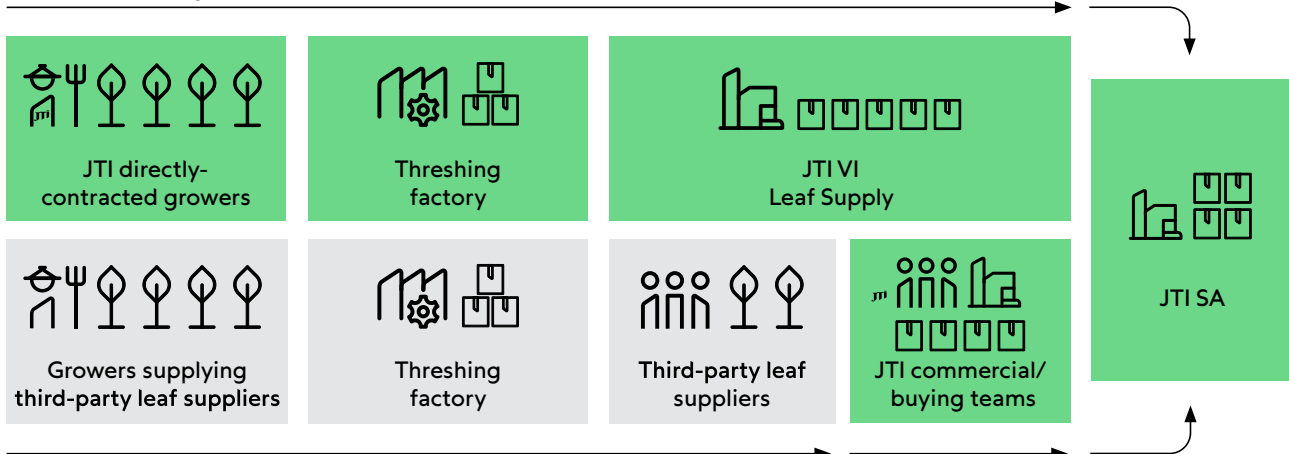 JTI directly-
contracted growers
Threshing
factory
JTI VI
Leaf Supply
JTI SA
Growers supplying
third-party leaf suppliers
Threshing
factory
Third-party leaf
suppliers
JTI
JTI commercial/
buying teams